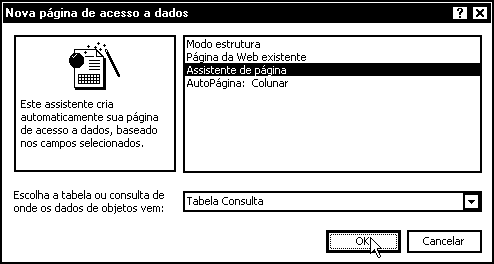 Nova página de acesso a dados
Modo estrutura
Página da Web existente
Assistente de página
AutoPágina: Colunar
Este assistente cria
automaticamente sua página
de acesso a dados, baseado
nos campos selecionados.
Escolha a tabela ou consulta de
onde os dados de objetos vem:
Tabela Consulta
OK
Cancelar